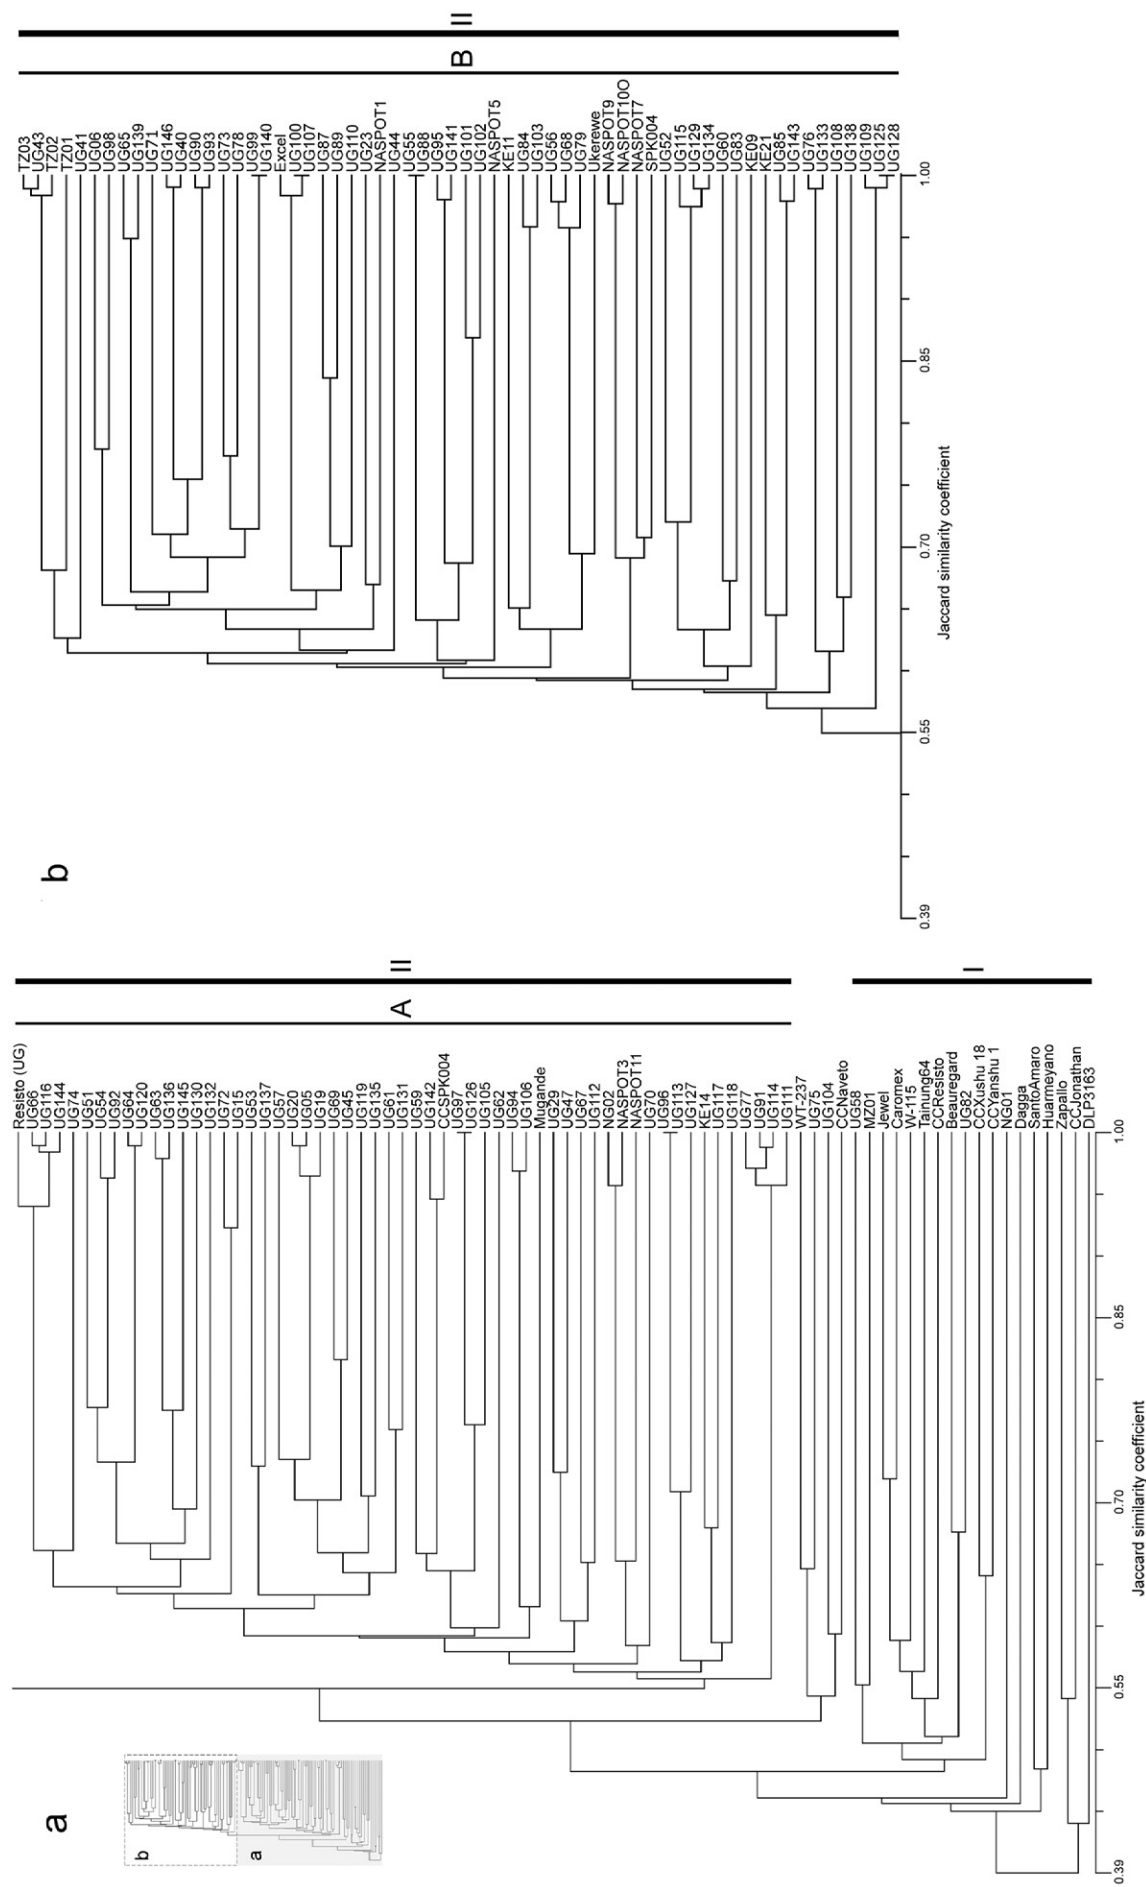 II
B
TZ03
UG43
TZ02
TZ01
UG41
UG06
UG98
UG65
UG139
UG71
UG146
UG40
UG90
UG93
UG73
UG78
UG99
UG140
Excel
UG100
UG107
UG87
UG89
UG110
UG23
NASPOT1
UG44
UG55
UG88
UG95
UG141
UG101
UG102
NASPOT5
KE11
UG84
UG103
UG56
UG68
UG79
Ukerewe
NASPOT9
NASPOT10O
NASPOT7
SPK004
UG52
UG115
UG129
UG134
UG60
UG83
KE09
KE21
UG85
UG143
UG76
UG133
UG108
UG138
UG109
UG125
UG128
1.00
0.85
0.70
0.55
0.39
Jaccard similarity coefficient
b
II
A
I
Resisto (UG)
UG66
UG116
UG144
UG74
UG51
UG54
UG92
UG64
UG120
UG63
UG136
UG145
UG130
UG132
UG72
UG15
UG53
UG137
UG57
UG20
UG05
UG19
UG69
UG45
UG119
UG135
UG61
UG131
UG59
UG142
CCSPK004
UG97
UG126
UG105
UG62
UG94
UG106
Mugande
UG29
UG47
UG67
UG112
NG02
NASPOT3
NASPOT11
UG70
UG96
UG113
UG127
KE14
UG117
UG118
UG77
UG91
UG114
UG111
WT-237
UG75
UG104
CCNaveto
UG58
MZ01
Jewel
Caromex
W-115
Tainung64
CCResisto
Beauregard
UG82
CCXushu 18
CCYanshu 1
NG01
Dagga
SantoAmaro
Huarmeyano
Zapallo
CCJonathan
DLP3163
1.00
0.85
0.70
0.55
0.39
Jaccard similarity coefficient
a
b
a